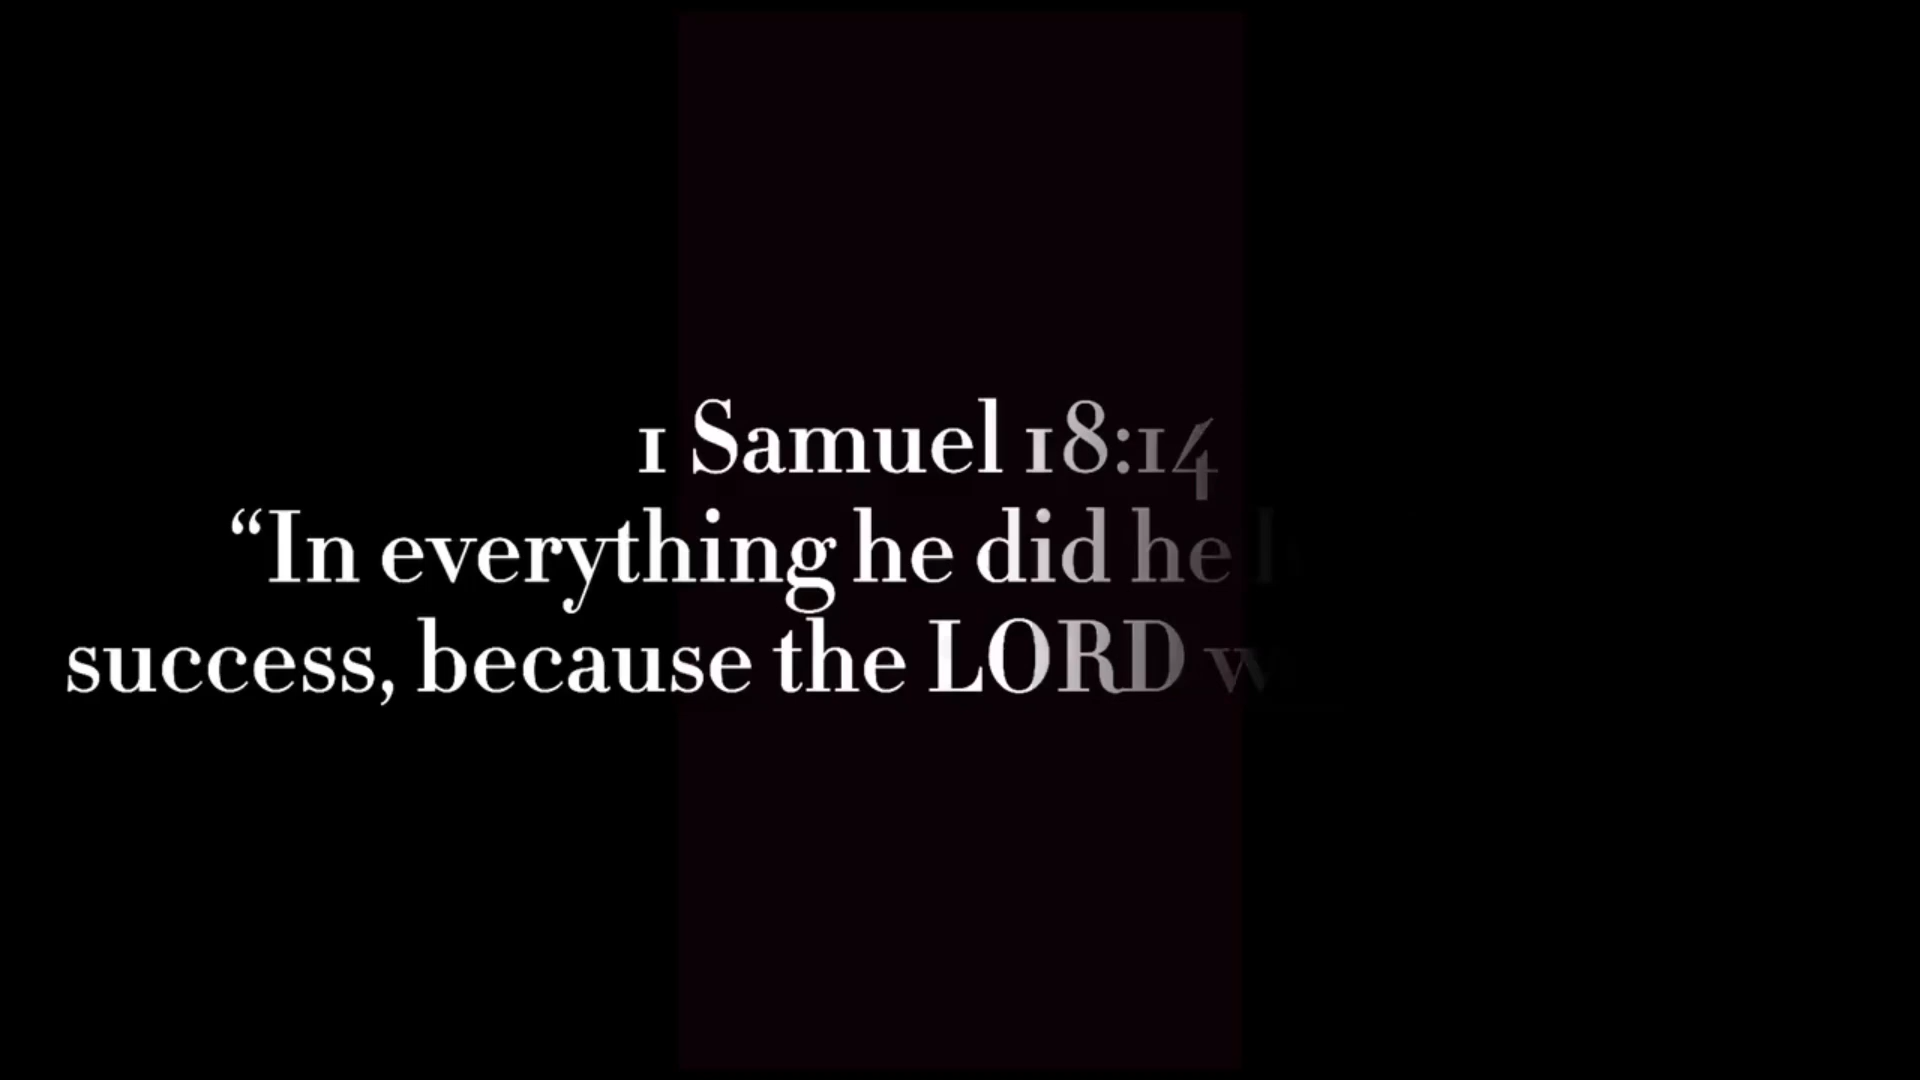 1 Samuel 18:14
“In everything he did he
success, because the LORD